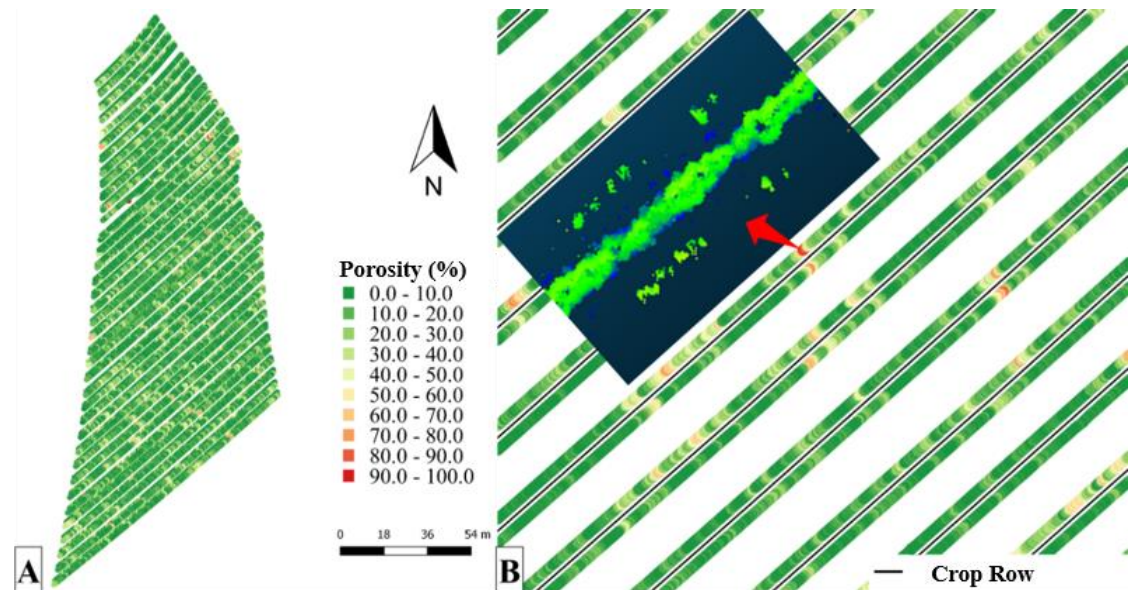 N
Porosity (%)
0.0 - 10.0
10.0 - 20.0
20.0 - 30.0
30.0 - 40.0
40.0 - 50.0
50.0 - 60.0
60.0 - 70.0
70.0 - 80.0
80.0 - 90.0
90.0 - 100.0
0 18 36 54 m
A
B
Crop Row